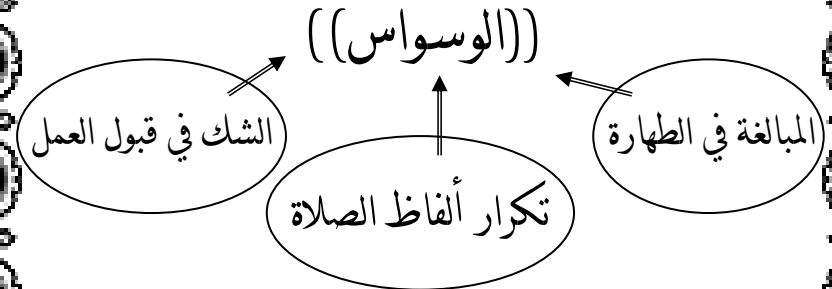 ((الوسواس))
المبالغة في الطهارة
تكرار ألفاظ الصلاة
الشك في قبول العمل